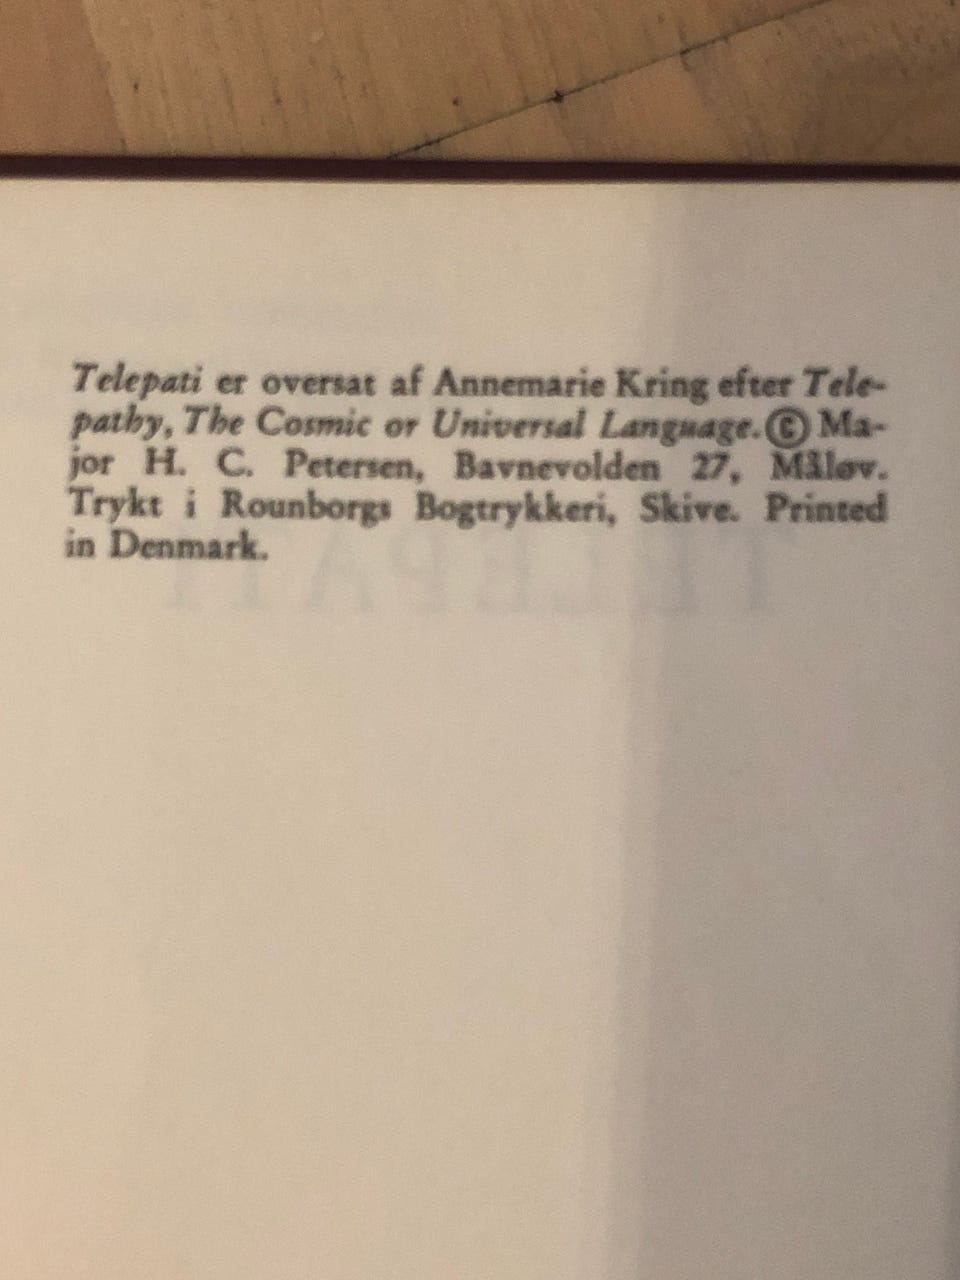 Telepati er oversat af Annemarie Kring efter Tele-
pathy, The Cosmic or Universal Language. © Ma-
jor H. C. Petersen, Bavnevolden 27, Måløv.
Trykt i Rounborgs Bogtrykkeri, Skive. Printed
in Denmark.
TELEPATI